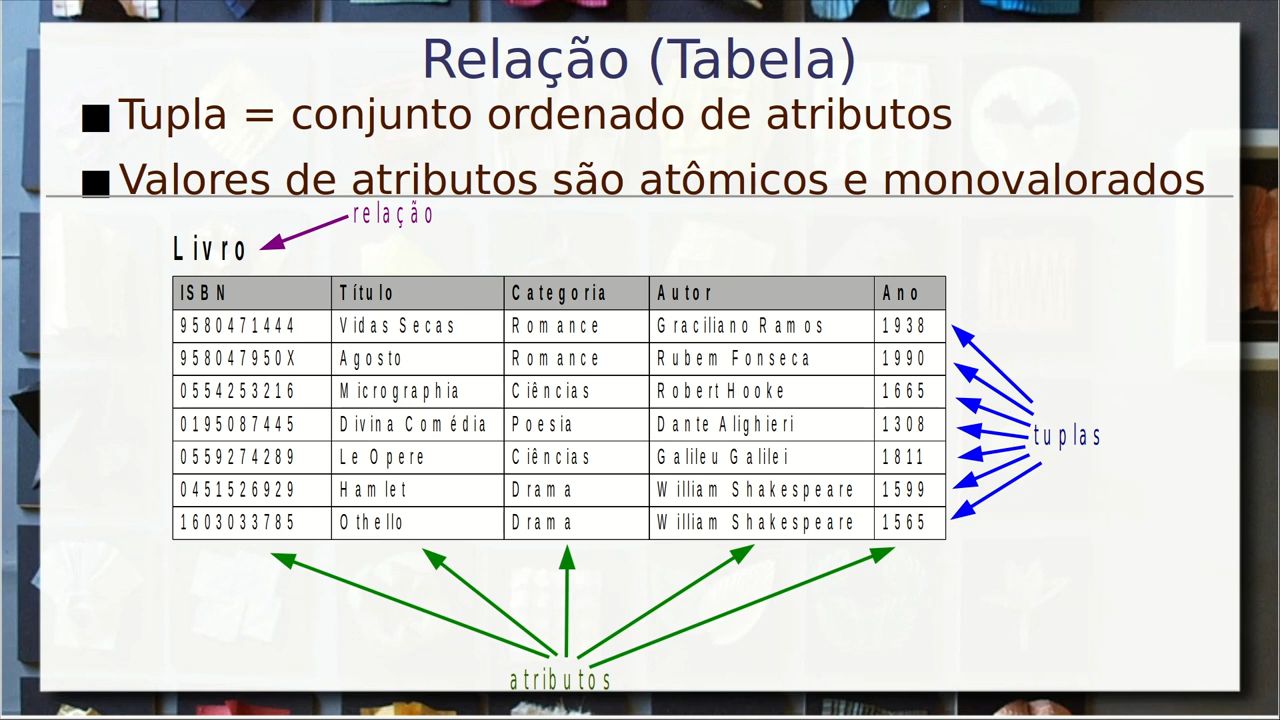 Relação (Tabela)
Tupla = conjunto ordenado de atributos
Valores de atributos são atômicos e monovalorados
relação
Livro
ISBN Título Categoria Autor Ano
9580471444 Vidas Secas Romance Graciliano Ramos 1938
958047950X Agosto Romance Rubem Fonseca 1990
0554253216 Micrographia Ciências Robert Hooke 1665
0195087445 Divina Comédia Poesia Dante Alighieri 1308
0559274289 Le Opere Ciências Galileu Galilei 1811
0451526929 Hamlet Drama William Shakespeare 1599
1603033785 Othello Drama William Shakespeare 1565
tuplas
atributos